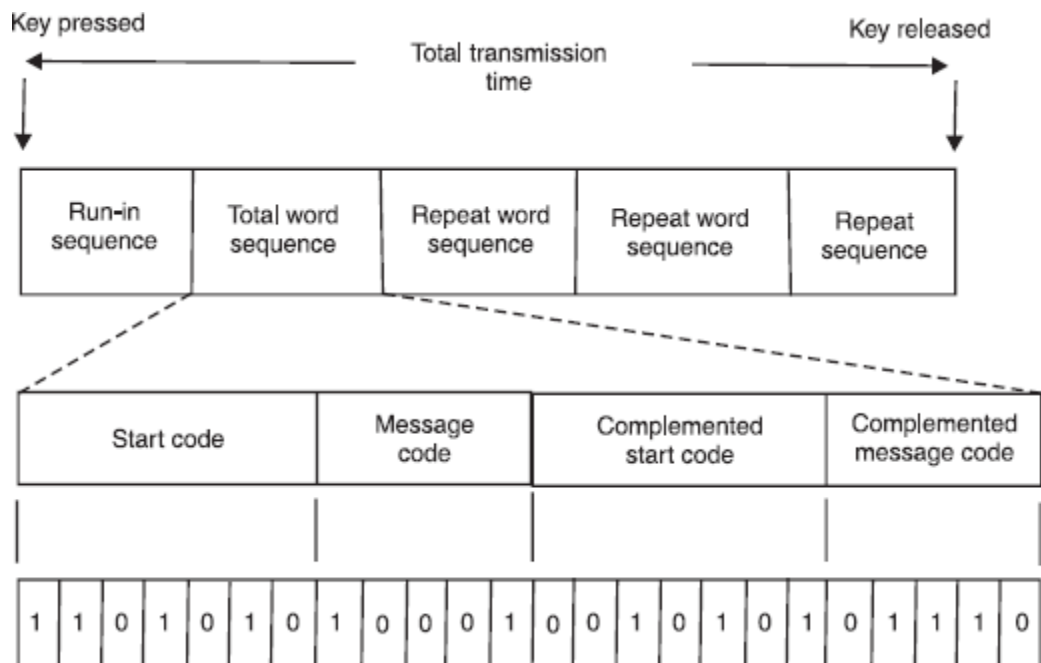 Key pressed
Key released
Total transmission
time
Run-in
sequence
Total word
sequence
Repeat word
sequence
Repeat word
sequence
Repeat
sequence
Start code
Message
code
Complemented
start code
Complemented
message code
1 1 0 1 0 1 0 1 0 0 0 1 0 0 1 0 1 0 1 0 1 1 1 0